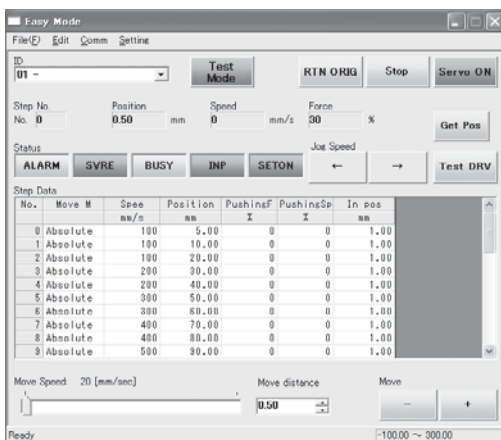 Easy Mode
File(F) Edit Comm Setting
ID
01 -
Test Mode
RTN ORIG
Stop
Servo ON
Step No.
Position
Speed
Force
No. 0
0.50 mm
0 mm/s
30 %
Get Pos
Status
Jog Speed
ALARM SVRE BUSY INP SETON ← → Test DRV
Step Data
No. Move M Spee Position PushingF PushingSp In pos
mm/s mm % % mm
0 Absolute 100 5.00 0 0 1.00
1 Absolute 100 10.00 0 0 1.00
2 Absolute 100 20.00 0 0 1.00
3 Absolute 200 30.00 0 0 1.00
4 Absolute 200 40.00 0 0 1.00
5 Absolute 300 50.00 0 0 1.00
6 Absolute 300 60.00 0 0 1.00
7 Absolute 400 70.00 0 0 1.00
8 Absolute 400 80.00 0 0 1.00
9 Absolute 500 90.00 0 0 1.00
Move Speed: 20 [mm/sec]
Move distance
Move
0.50
- +
Ready
-100.00 ~ 300.00